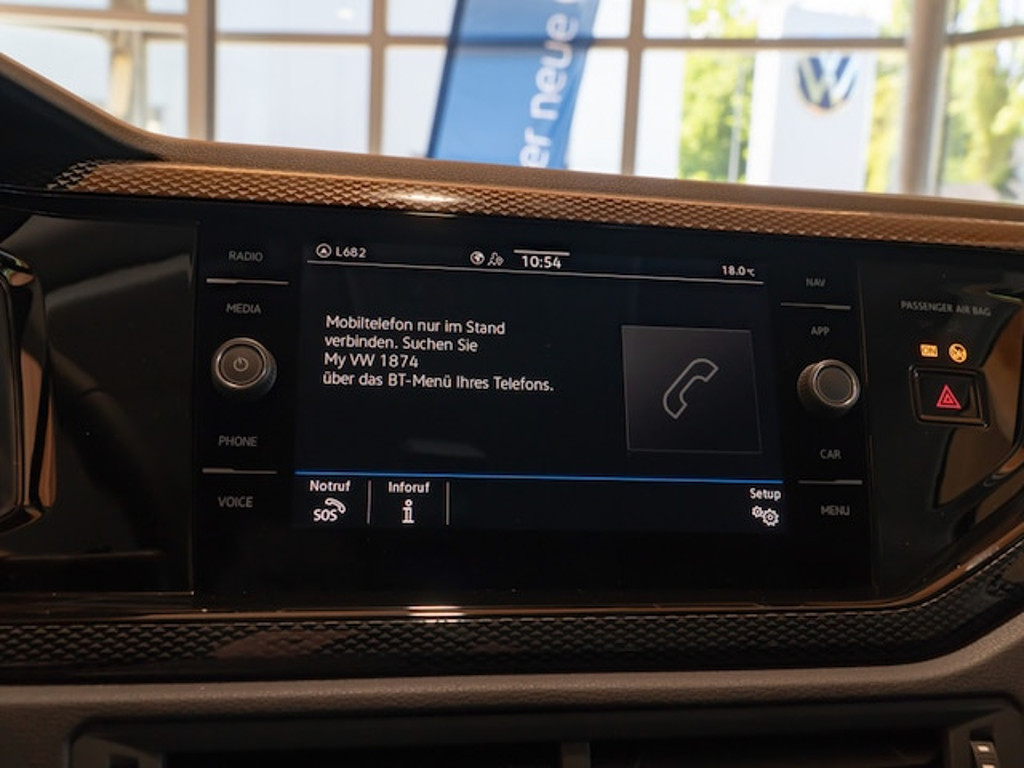 er neue
RADIO
MEDIA
PHONE
VOICE
L682
10:54
18.0°C
Mobiltelefon nur im Stand
verbinden. Suchen Sie
My VW 1874
über das BT-Menü Ihres Telefons.
Notruf
SOS
Inforuf
i
Setup
NAV
APP
CAR
MENU
PASSENGER AIR BAG
ON